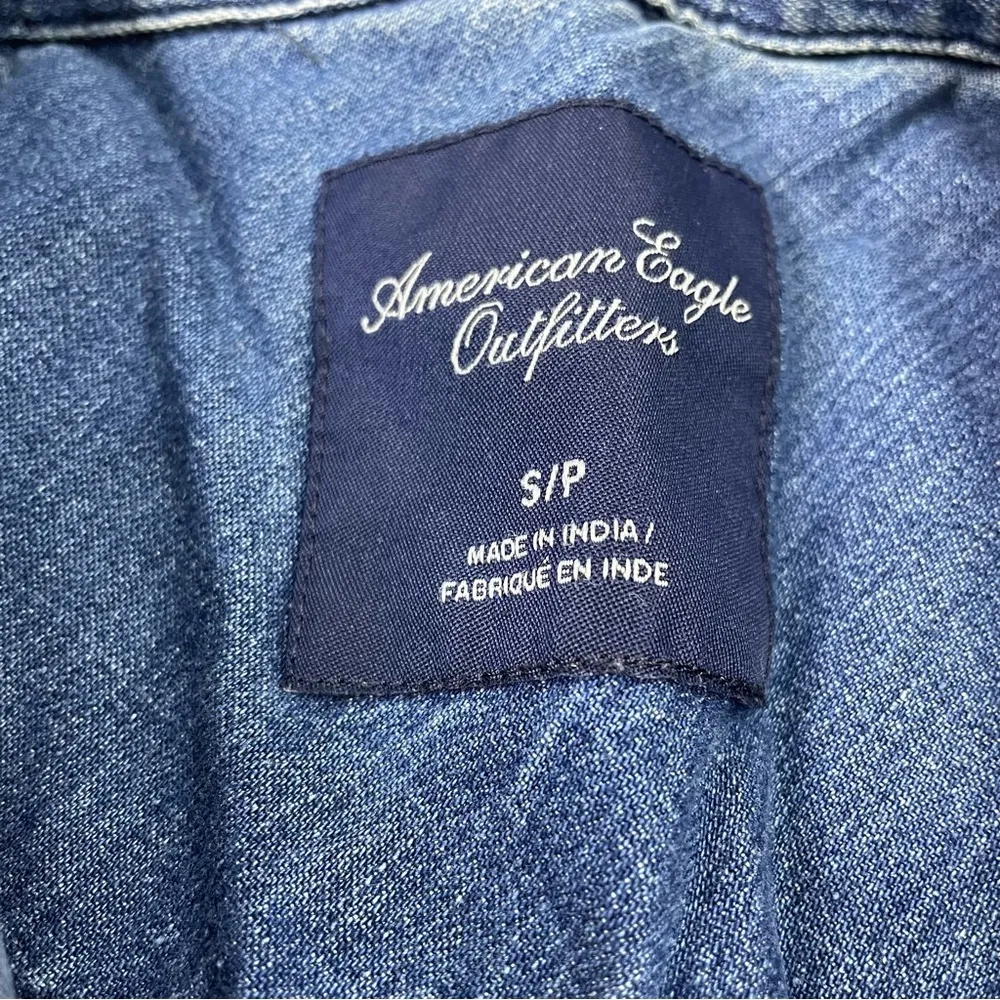 American Eagle
Outfitters
S/P
MADE IN INDIA /
FABRIQUÉ EN INDE